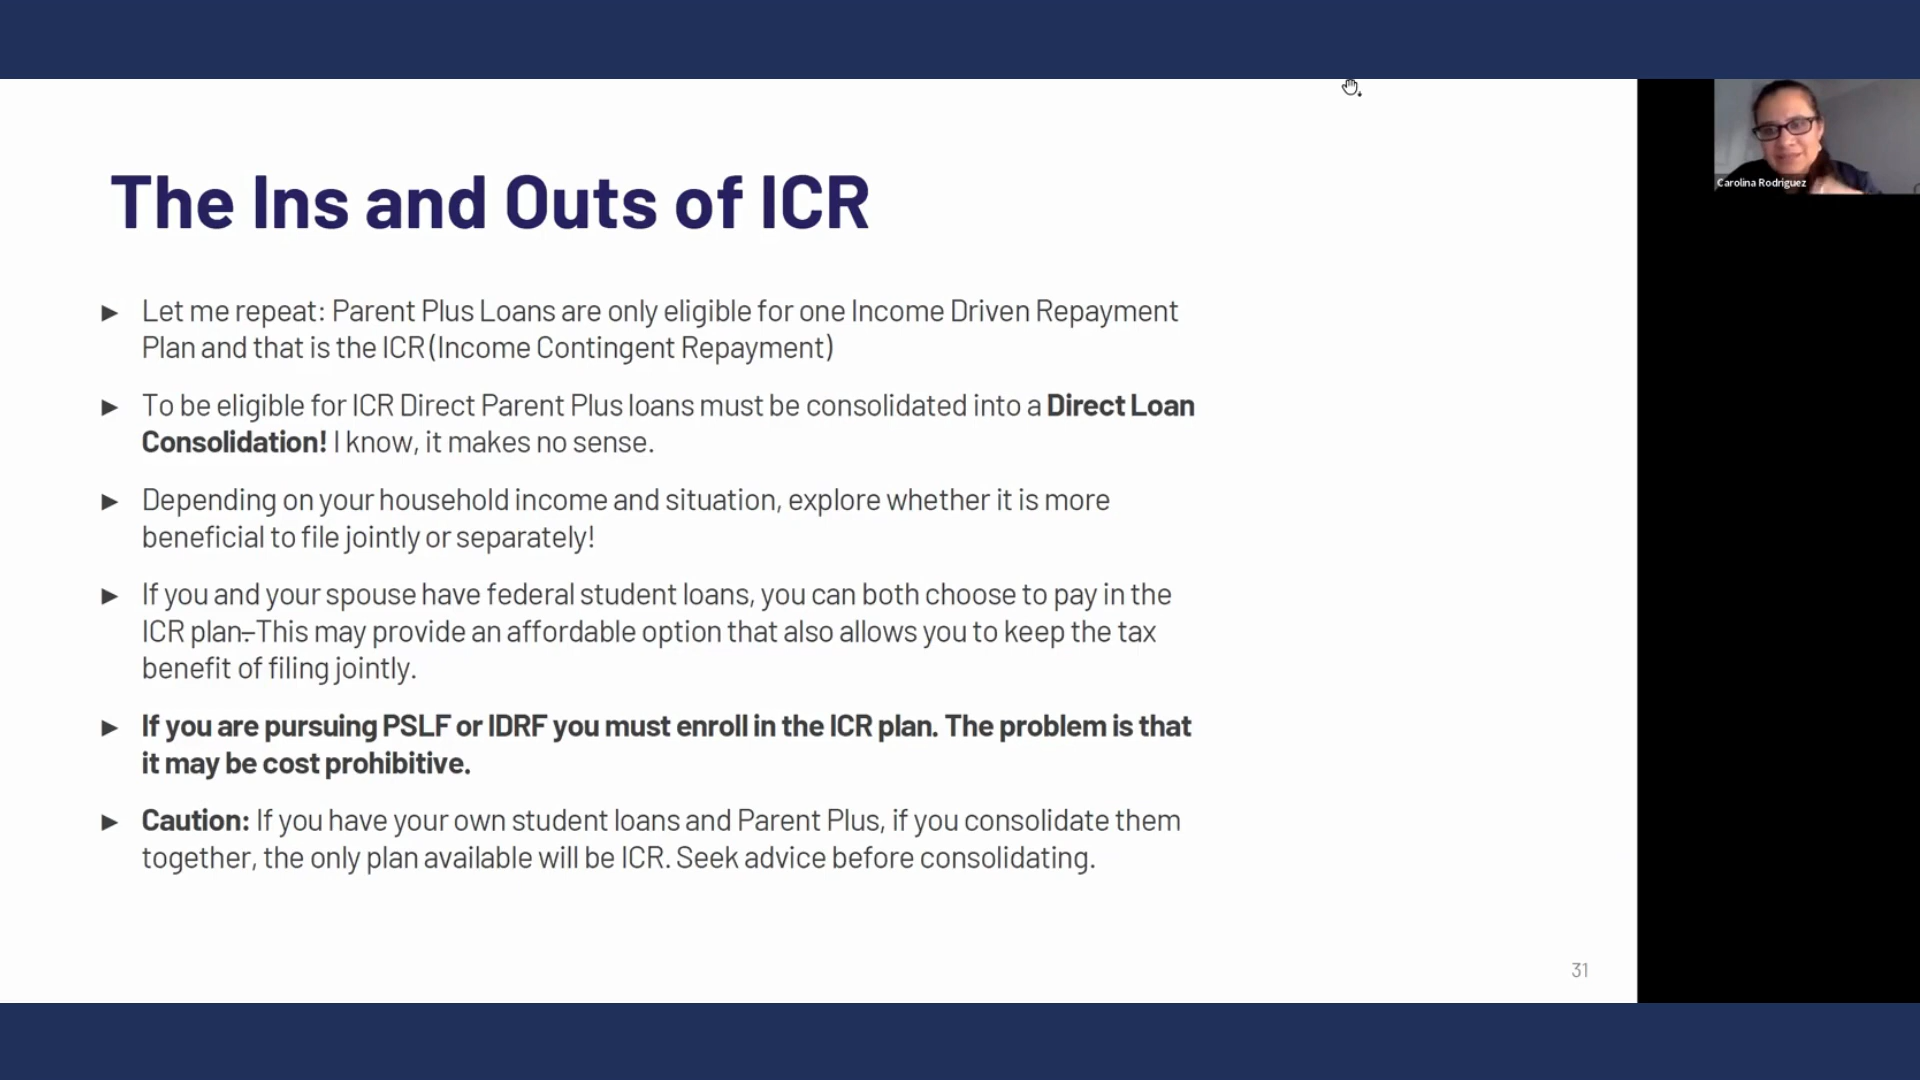 The Ins and Outs of ICR
► Let me repeat: Parent Plus Loans are only eligible for one Income Driven Repayment
Plan and that is the ICR (Income Contingent Repayment)
► To be eligible for ICR Direct Parent Plus loans must be consolidated into a Direct Loan
Consolidation! I know, it makes no sense.
► Depending on your household income and situation, explore whether it is more
beneficial to file jointly or separately!
► If you and your spouse have federal student loans, you can both choose to pay in the
ICR plan. This may provide an affordable option that also allows you to keep the tax
benefit of filing jointly.
► If you are pursuing PSLF or IDRF you must enroll in the ICR plan. The problem is that
it may be cost prohibitive.
► Caution: If you have your own student loans and Parent Plus, if you consolidate them
together, the only plan available will be ICR. Seek advice before consolidating.
31
Carolina Rodriguez